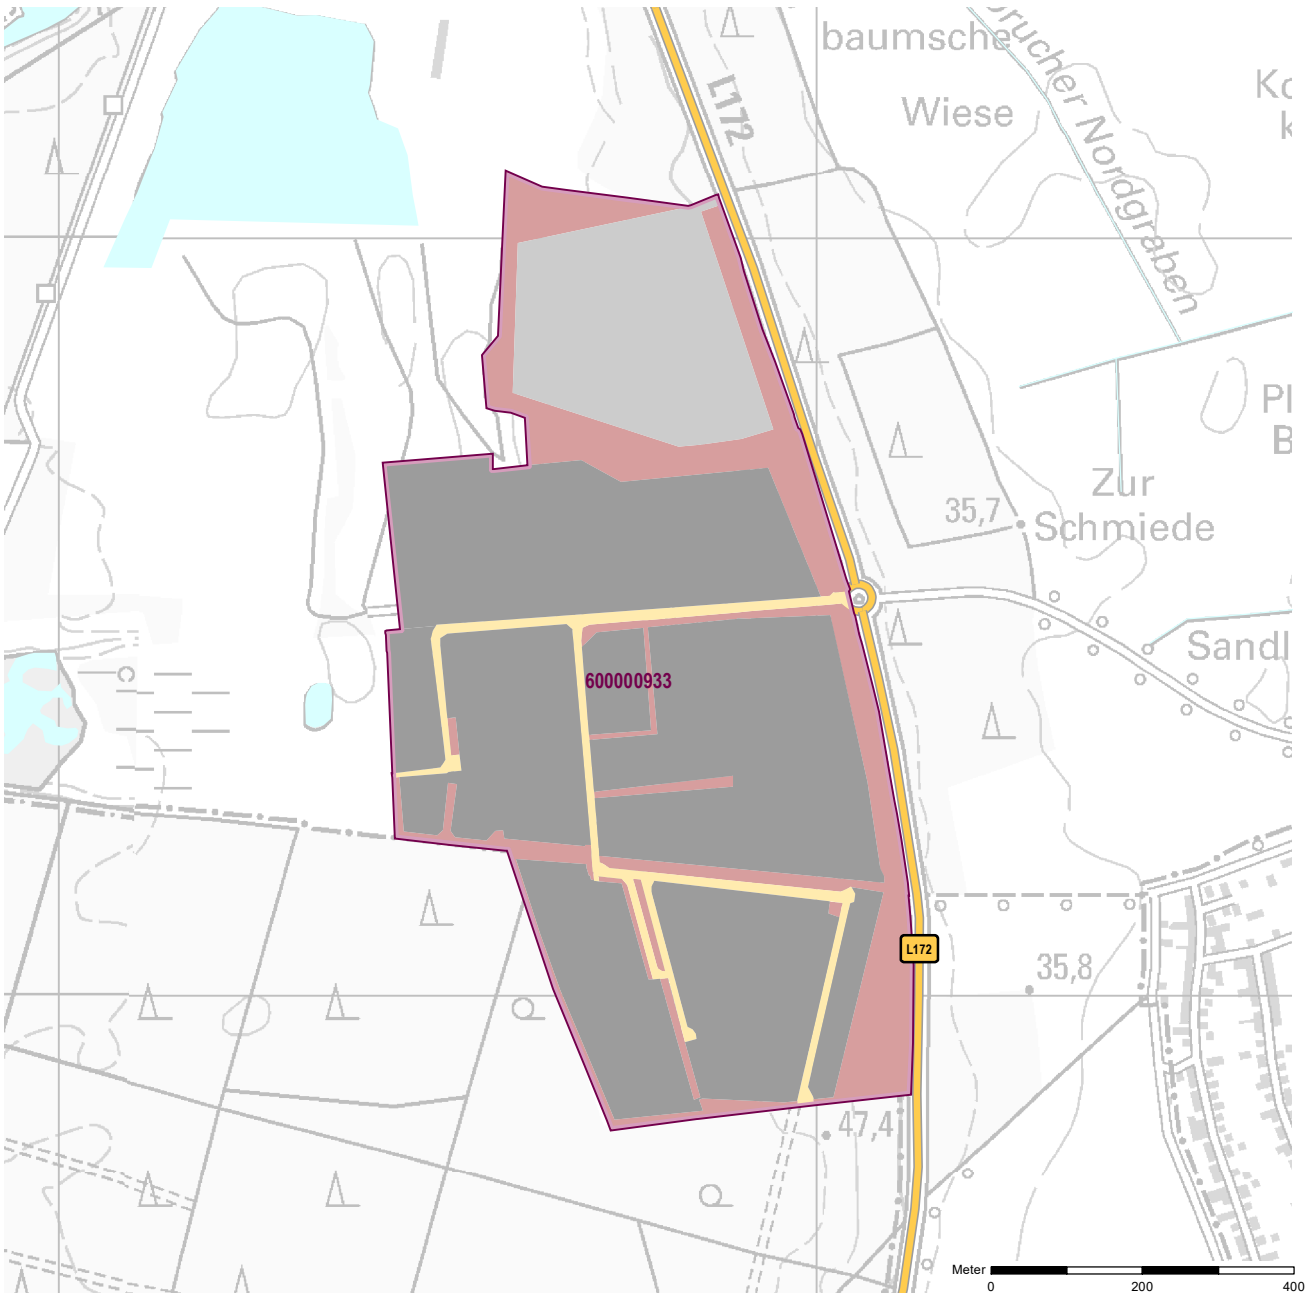 baumsche
L172
Wiese
rucher Nordgraben
Zur
Schmiede
35,7
Sandl
600000933
L172
35,8
47,4
Meter
0 200 400